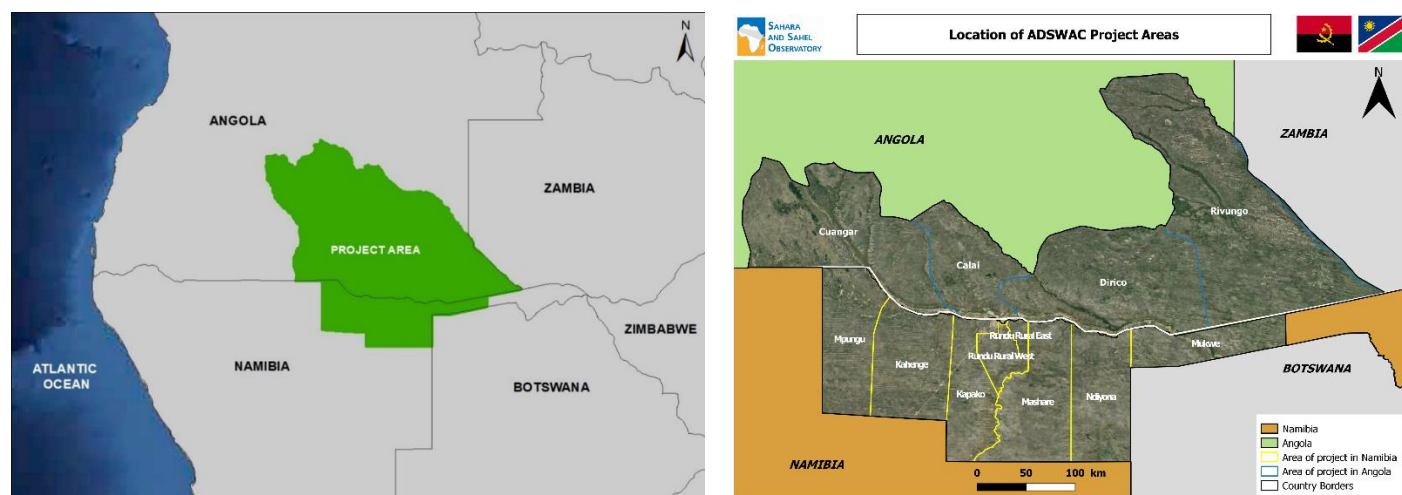 N
ANGOLA
ZAMBIA
PROJECT AREA
ZIMBABWE
NAMIBIA
ATLANTIC
OCEAN
BOTSWANA
SAHARA
AND SAHEL
OBSERVATORY
Location of ADSWAC Project Areas
N
ANGOLA
ZAMBIA
Rivungo
Cuangar
Calai
Dirico
Mpungu
Rundu Rural East
Mukwe
Rundu Rural West
Kahenge
BOTSWANA
Kapako
Mashare
Ndiyona
NAMIBIA
0 50 100 km
Namibia
Angola
Area of project in Namibia
Area of project in Angola
Country Borders